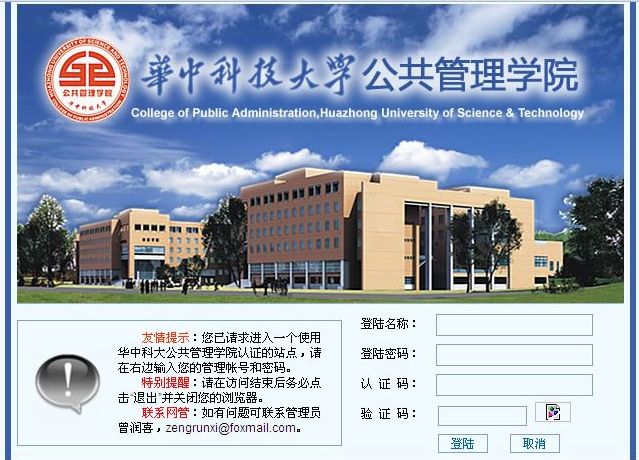 公共管理学院
華中科技大學公共管理学院
College of Public Administration,Huazhong University of Science & Technology
友情提示：您已请求进入一个使用
华中科大公共管理学院认证的站点，请
在右边输入您的管理帐号和密码。
特别提醒：请在访问结束后务必点
击“退出”并关闭您的浏览器。
联系网管：如有问题可联系管理员
曾润喜，zengrunxi@foxmail.com。
登陆名称：
登陆密码：
认 证 码：
验 证 码：
登陆 取消